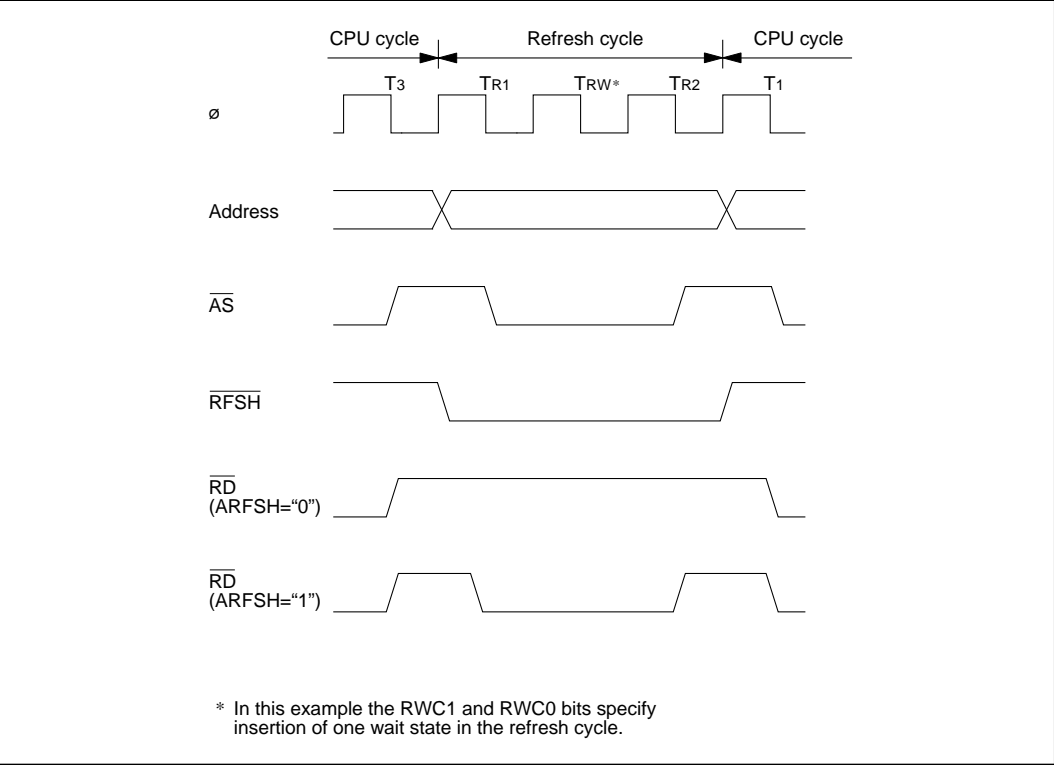 CPU cycle Refresh cycle CPU cycle
T3 TR1 TRW* TR2 T1
ø
Address
AS
RFSH
RD
(ARFSH=“0”)
RD
(ARFSH=“1”)
* In this example the RWC1 and RWC0 bits specify
insertion of one wait state in the refresh cycle.